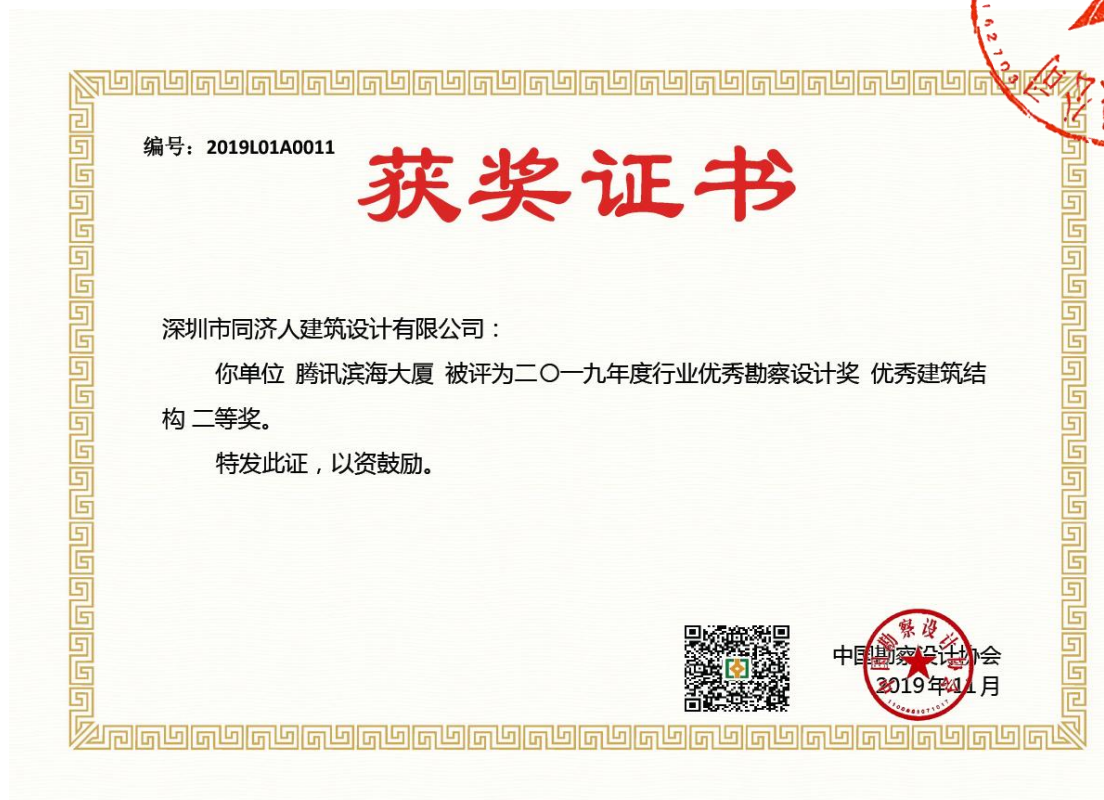 编号：2019L01A0011
获奖证书
深圳市同济人建筑设计有限公司：
你单位 腾讯滨海大厦 被评为二〇一九年度行业优秀勘察设计奖 优秀建筑结
构 二等奖。
特发此证，以资鼓励。
中国勘察设计协会
2019年11月